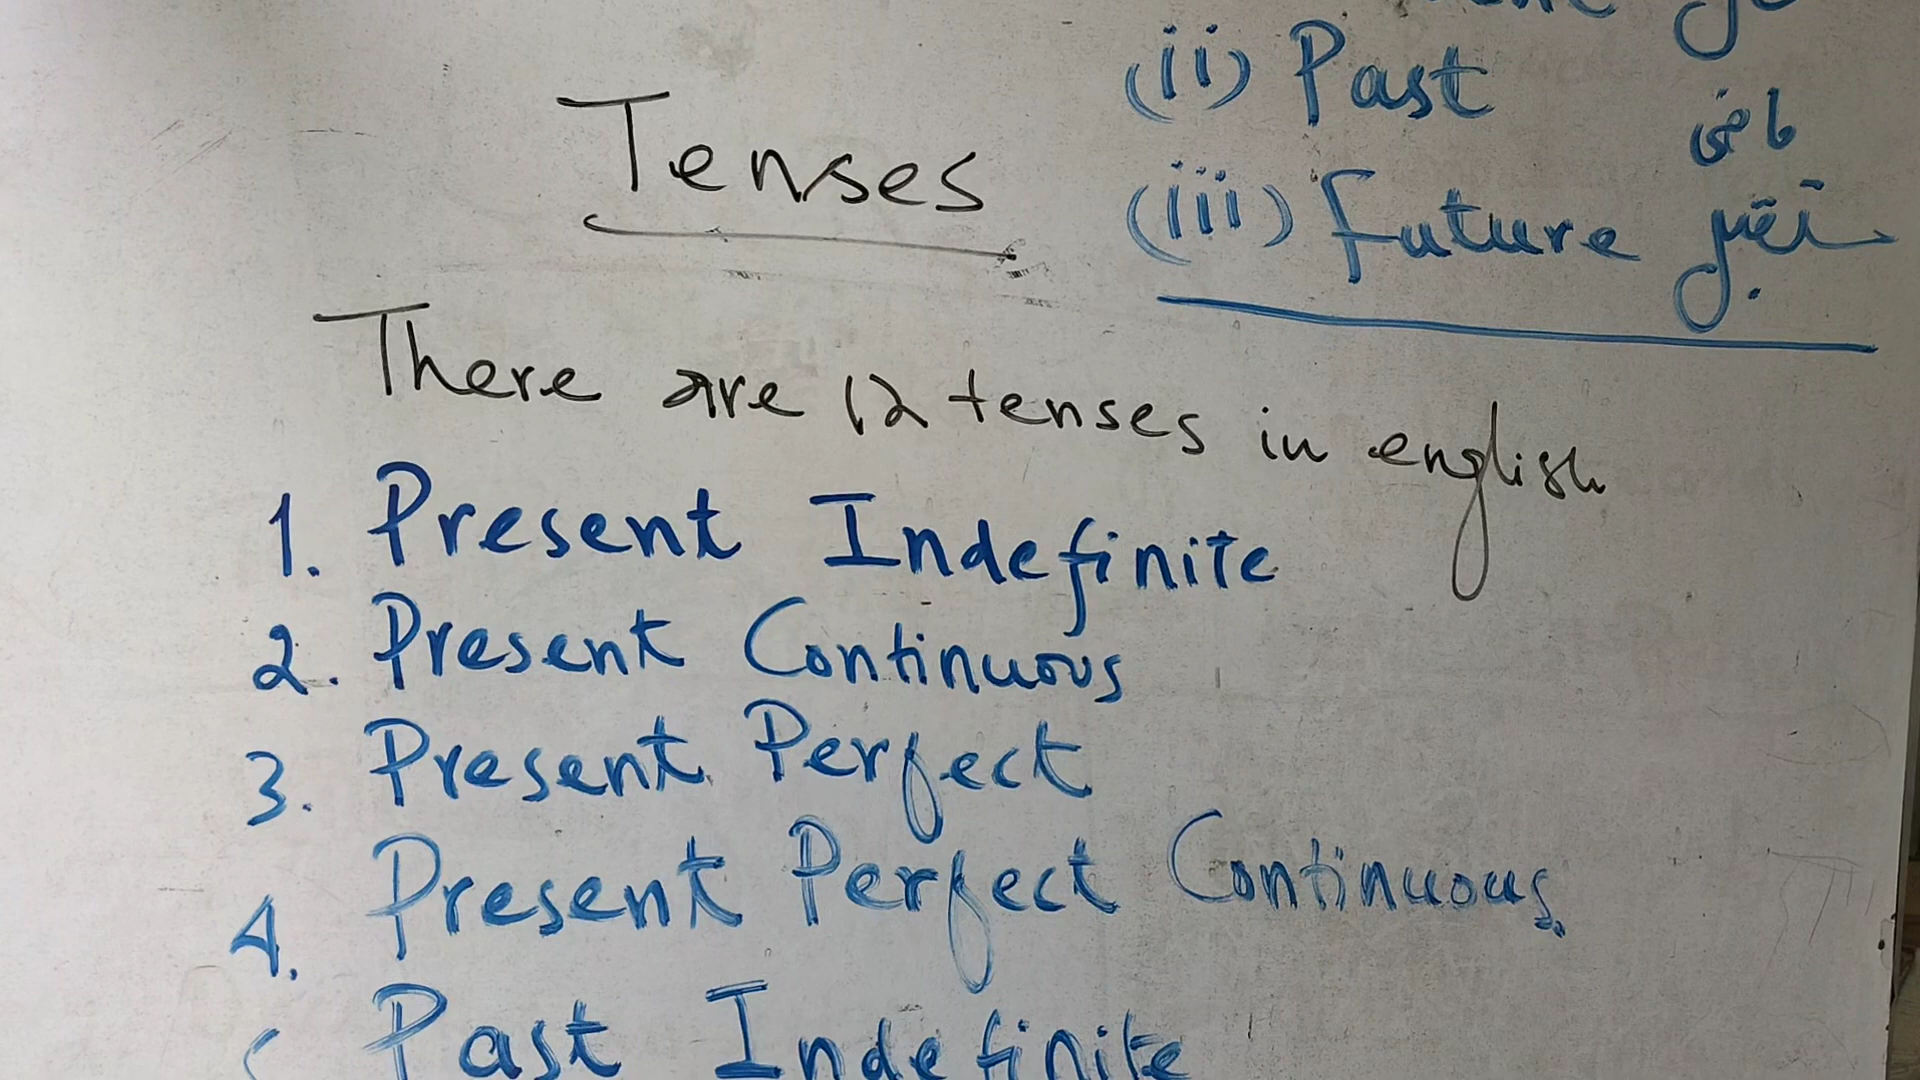 (ii) Past ماضی
Tenses
(iii) Future
There are 12 tenses in english
1. Present Indefinite
2. Present Continuous
3. Present Perfect
4. Present Perfect Continuous
Past Indefinite